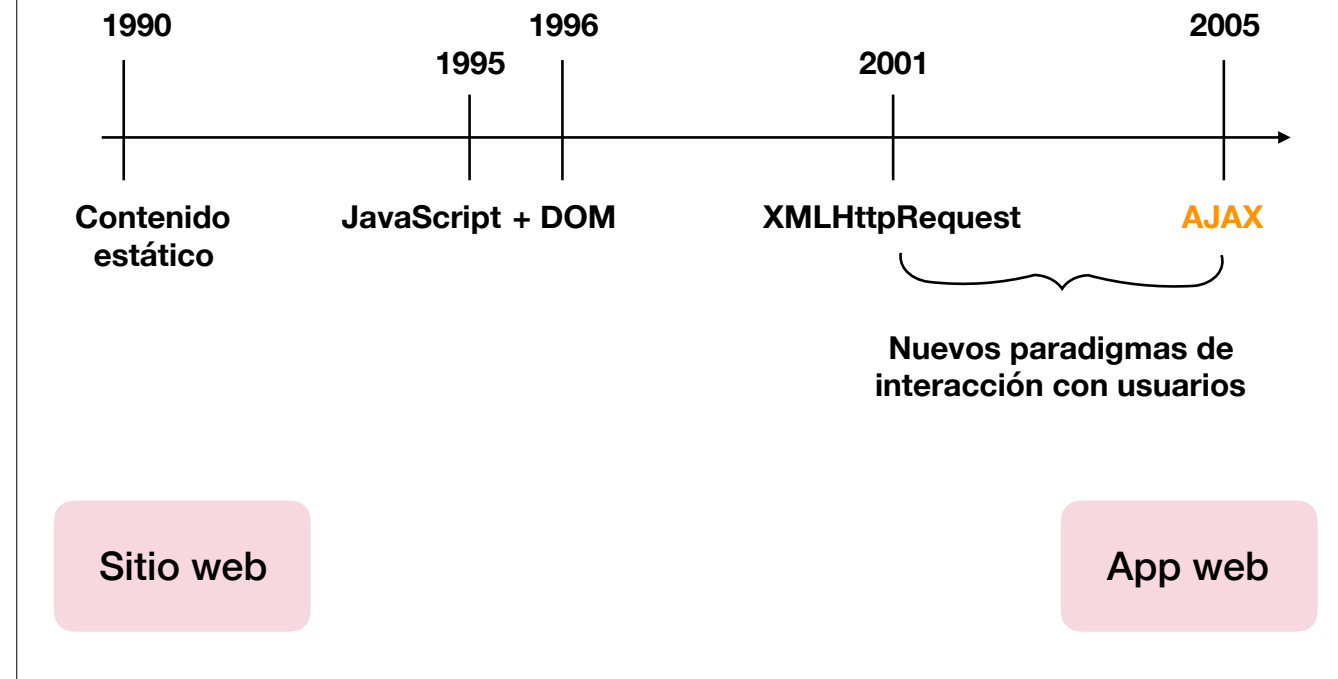 1990
1996
2005
1995
2001
Contenido
estático
JavaScript + DOM
XMLHttpRequest
AJAX
Nuevos paradigmas de
interacción con usuarios
Sitio web
App web